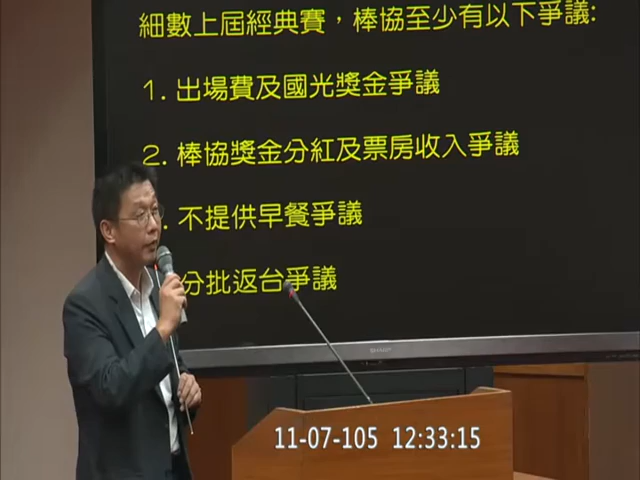 細數上屆經典賽，棒協至少有以下爭議:
1. 出場費及國光獎金爭議
2. 棒協獎金分紅及票房收入爭議
. 不提供早餐爭議
分批返台爭議
SHARP
11-07-105 12:33:15